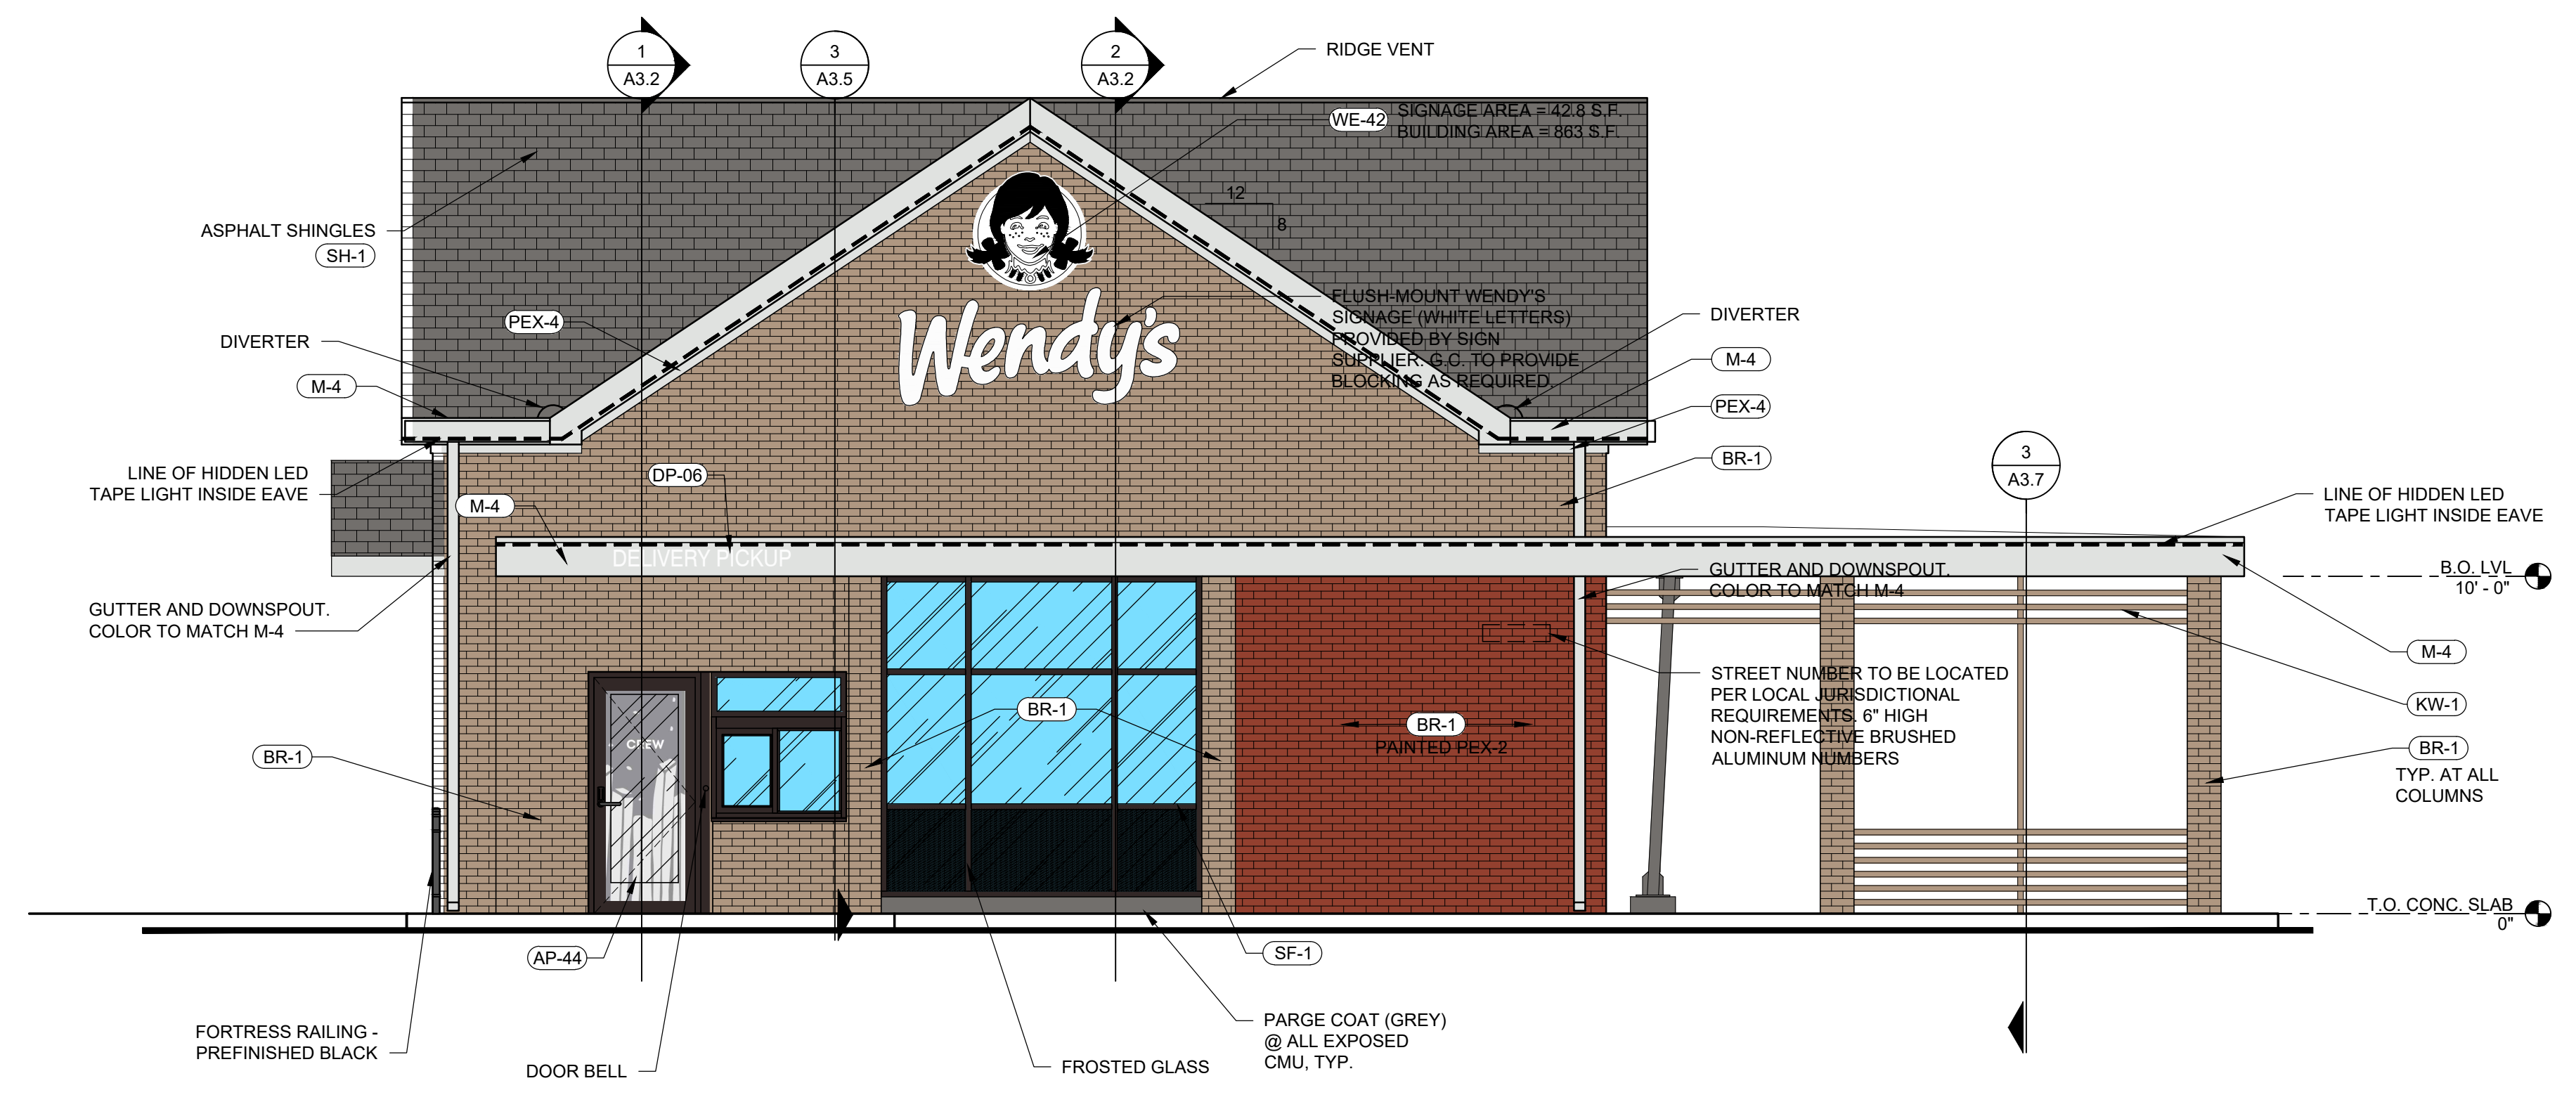 1
A3.2
3
A3.5
2
A3.2
RIDGE VENT
WE-42
SIGNAGE AREA = 42.8 S.F.
BUILDING AREA = 863 S.F.
12
8
ASPHALT SHINGLES
SH-1
PEX-4
DIVERTER
M-4
Wendy's
FLUSH-MOUNT WENDY'S
SIGNAGE (WHITE LETTERS)
PROVIDED BY SIGN
SUPPLIER. G.C. TO PROVIDE
BLOCKING AS REQUIRED.
DIVERTER
M-4
PEX-4
BR-1
3
A3.7
LINE OF HIDDEN LED
TAPE LIGHT INSIDE EAVE
DP-06
M-4
DELIVERY PICKUP
LINE OF HIDDEN LED
TAPE LIGHT INSIDE EAVE
GUTTER AND DOWNSPOUT.
COLOR TO MATCH M-4
GUTTER AND DOWNSPOUT.
COLOR TO MATCH M-4
B.O. LVL
10' - 0"
M-4
STREET NUMBER TO BE LOCATED
PER LOCAL JURISDICTIONAL
REQUIREMENTS. 6" HIGH
NON-REFLECTIVE BRUSHED
ALUMINUM NUMBERS
KW-1
BR-1
BR-1
PAINTED PEX-2
BR-1
CREW
BR-1
TYP. AT ALL
COLUMNS
T.O. CONC. SLAB
0"
AP-44
SF-1
FORTRESS RAILING -
PREFINISHED BLACK
DOOR BELL
FROSTED GLASS
PARGE COAT (GREY)
@ ALL EXPOSED
CMU, TYP.